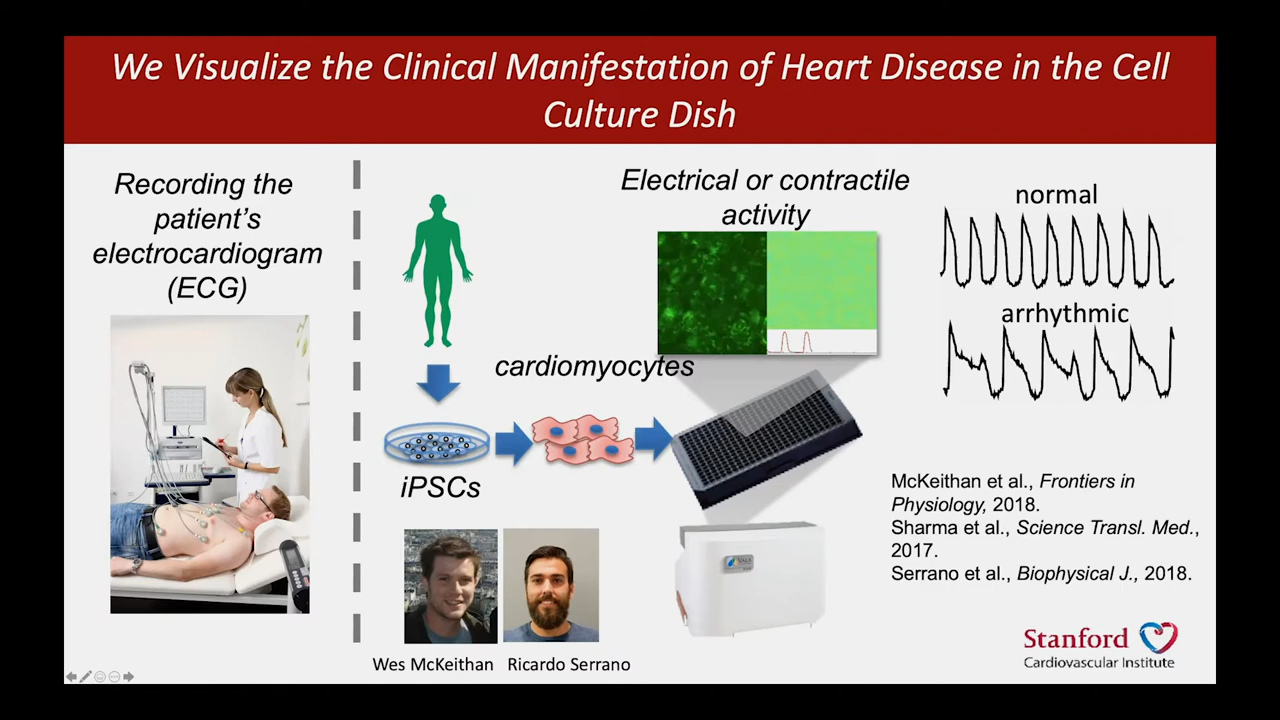 We Visualize the Clinical Manifestation of Heart Disease in the Cell
Culture Dish
Recording the
patient's
electrocardiogram
(ECG)
Electrical or contractile
activity
normal
arrhythmic
cardiomyocytes
iPSCs
McKeithan et al., Frontiers in
Physiology, 2018.
Sharma et al., Science Transl. Med.,
2017.
Serrano et al., Biophysical J., 2018.
Wes McKeithan
Ricardo Serrano
Stanford
Cardiovascular Institute